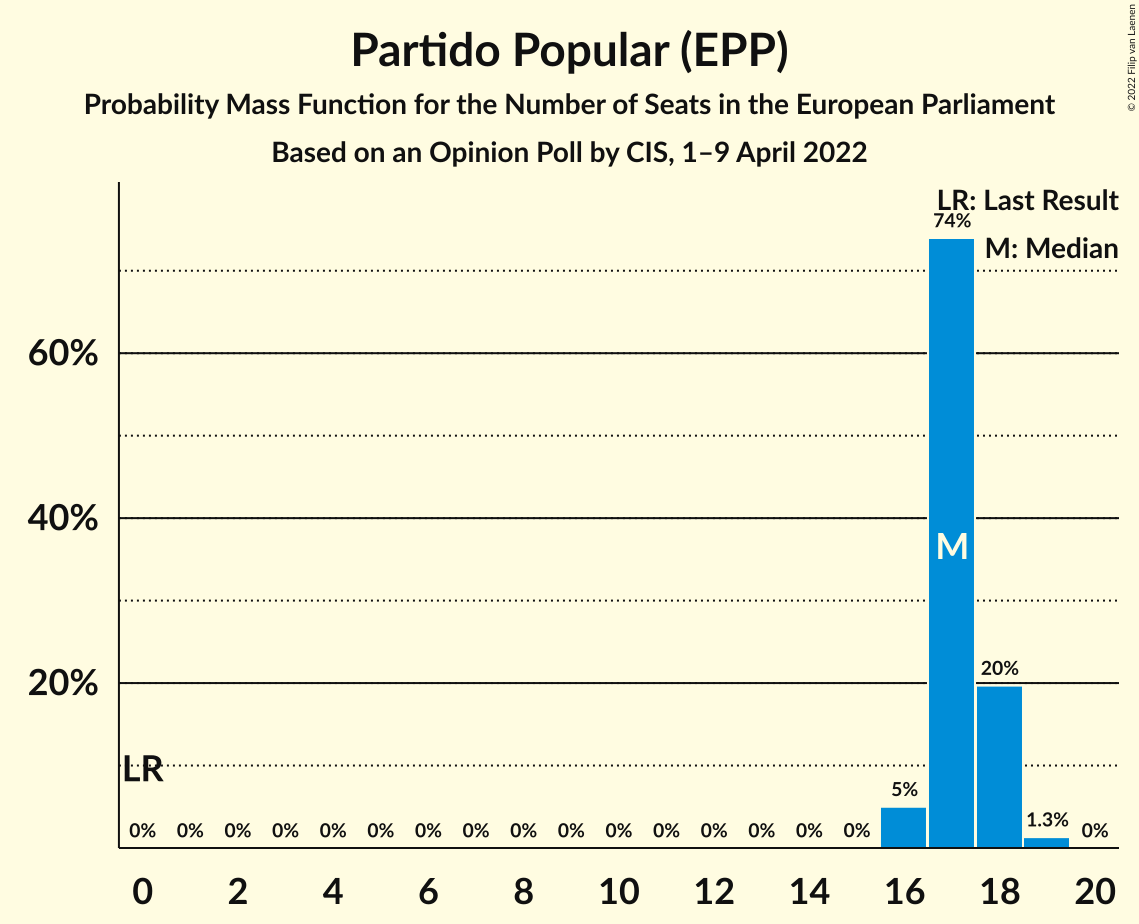 Partido Popular (EPP)
Probability Mass Function for the Number of Seats in the European Parliament
Based on an Opinion Poll by CIS, 1–9 April 2022
© 2022 Filip van Laenen
LR: Last Result
M: Median
74%
60%
40%
M
20%
20%
LR
5%
1.3%
0% 0% 0% 0% 0% 0% 0% 0% 0% 0% 0% 0% 0% 0% 0% 0% 0%
0 2 4 6 8 10 12 14 16 18 20